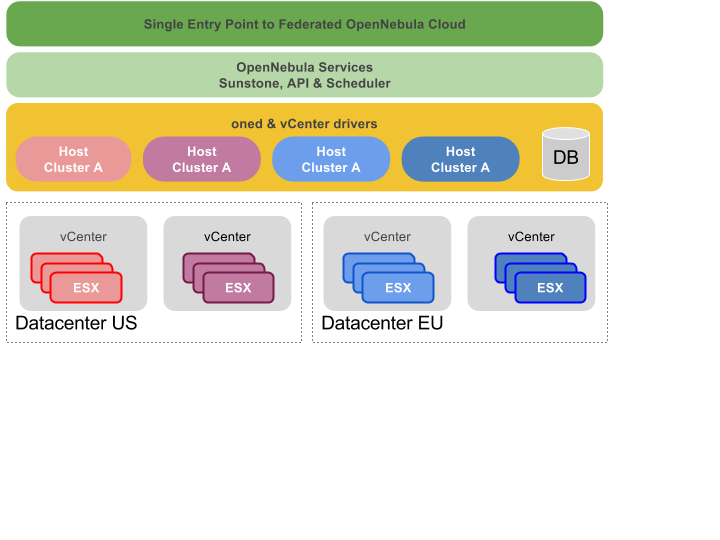 Single Entry Point to Federated OpenNebula Cloud
OpenNebula Services
Sunstone, API & Scheduler
oned & vCenter drivers
Host
Cluster A
Host
Cluster A
Host
Cluster A
Host
Cluster A
DB
vCenter
ESX
vCenter
ESX
Datacenter US
vCenter
ESX
vCenter
ESX
Datacenter EU